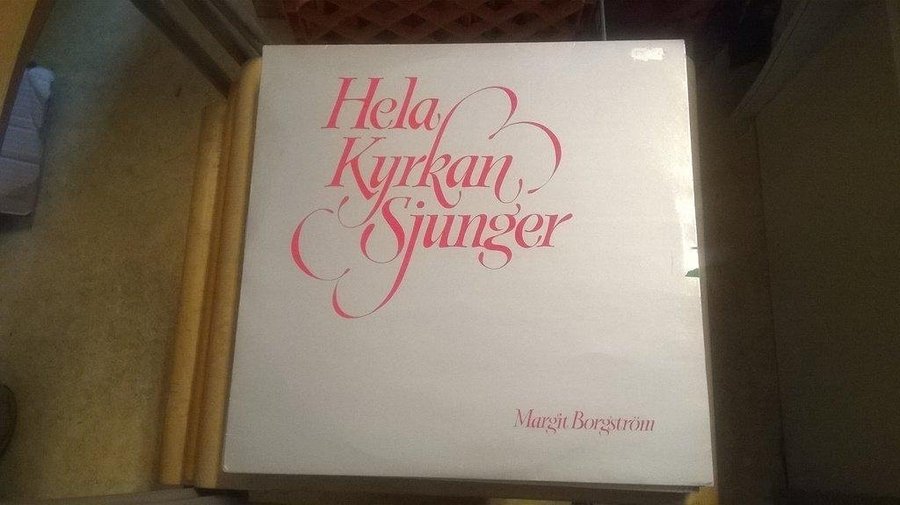 Hela
Kyrkan
Sjunger
Margit Borgström